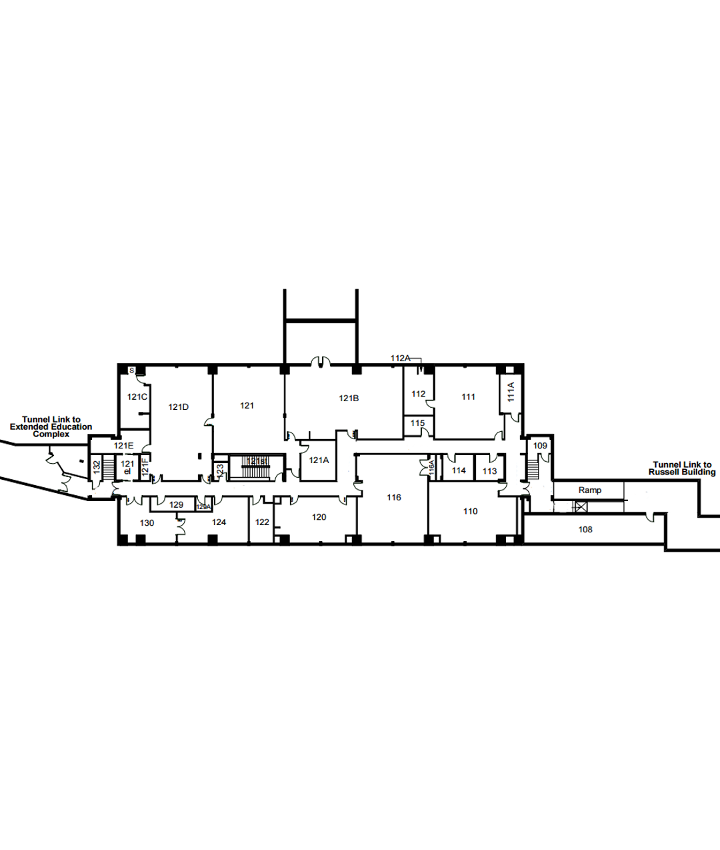 112A
S
121C
121D
121
121B
112
111
111A
115
Tunnel Link to
Extended Education
Complex
121E
132
121
el
121F
123
121A
116A
114
113
109
Tunnel Link to
Russell Building
Ramp
116
129
129A
130
124
122
120
110
108